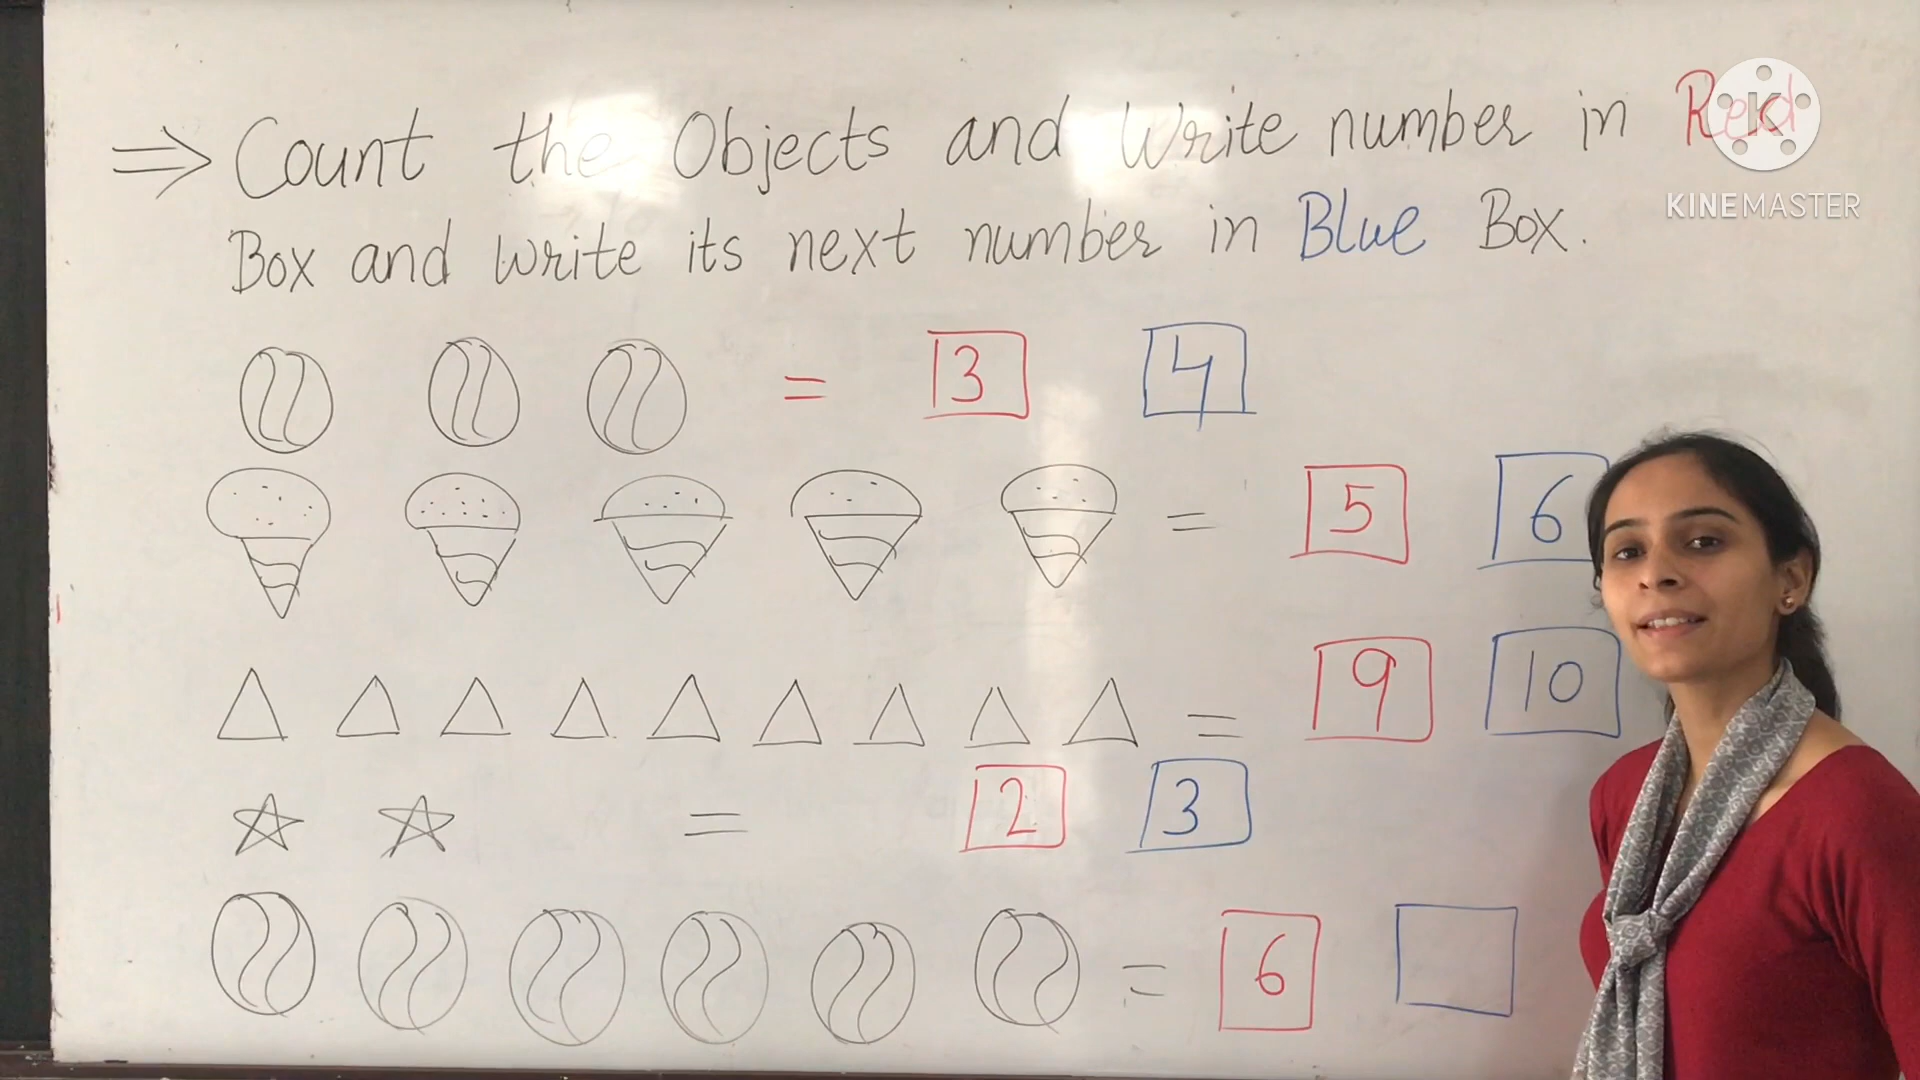 ⇒ Count the Objects and Write number in Red
Box and write its next number in Blue Box.
K
KINEMASTER
= 3 4
= 5 6
= 9 10
= 2 3
= 6